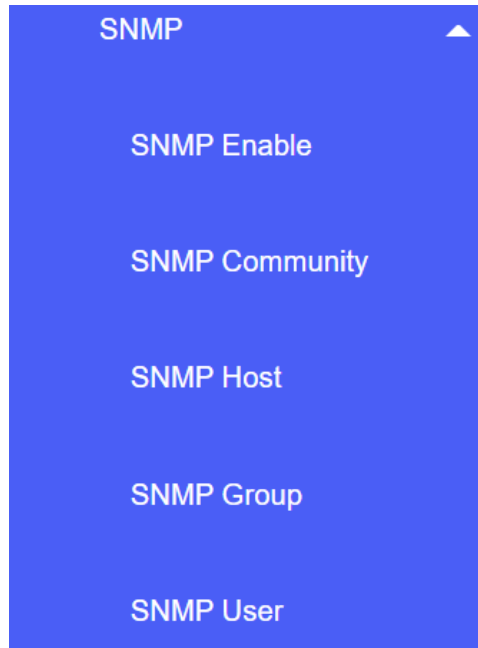 SNMP
SNMP Enable
SNMP Community
SNMP Host
SNMP Group
SNMP User